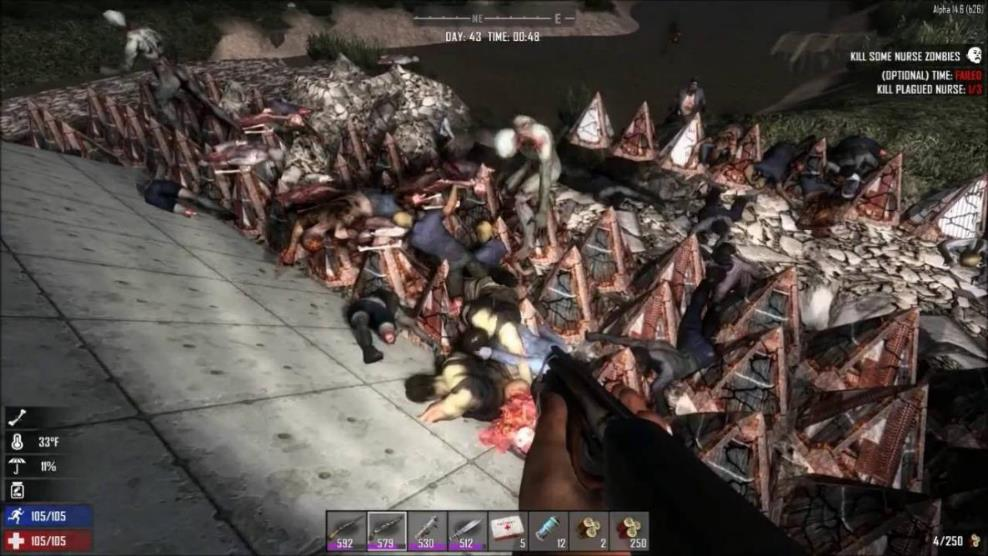 Alpha 14.6 (b26)
NE E
DAY: 43 TIME: 00:48
KILL SOME NURSE ZOMBIES
(OPTIONAL) TIME: FAILED
KILL PLAGUED NURSE: 1/3
33°F
11%
105/105
105/105
592 579 530 512 5 12 2 250
4/250